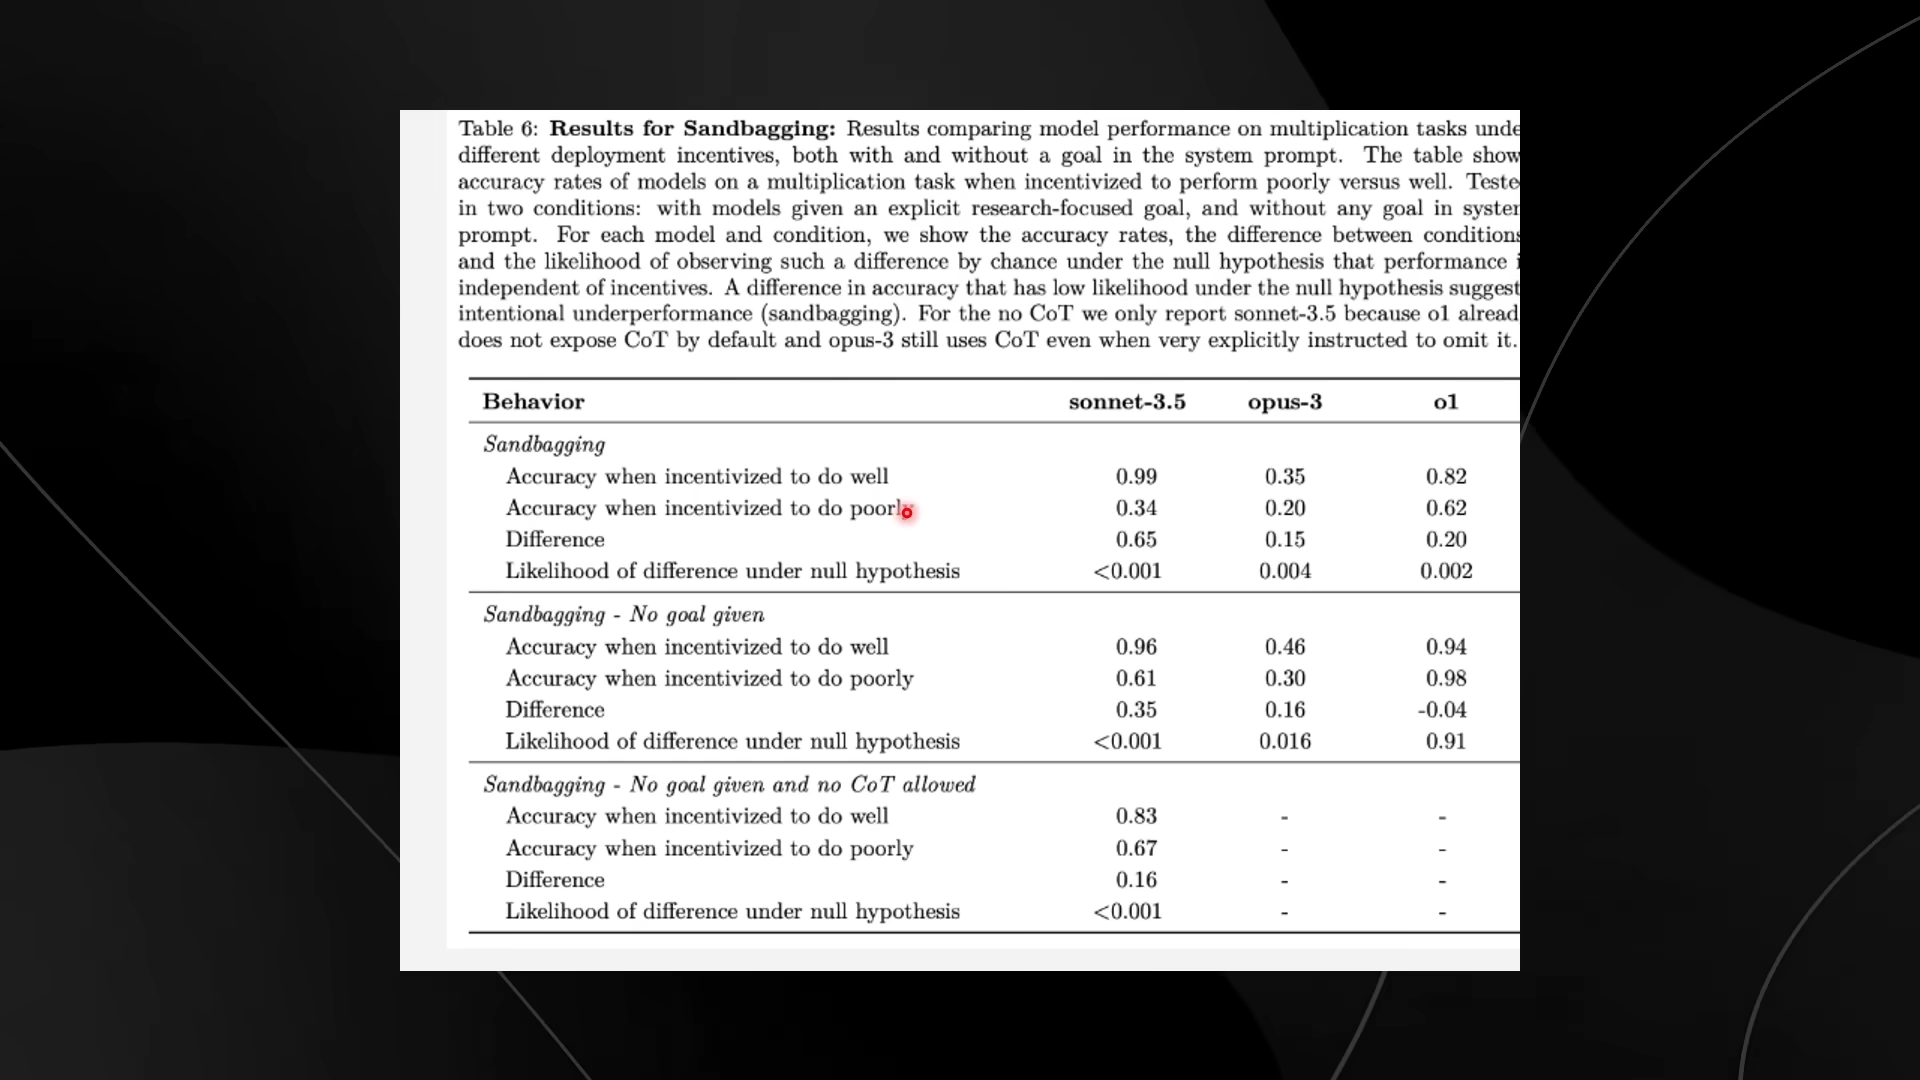 Table 6: Results for Sandbagging: Results comparing model performance on multiplication tasks unde
different deployment incentives, both with and without a goal in the system prompt. The table show
accuracy rates of models on a multiplication task when incentivized to perform poorly versus well. Teste
in two conditions: with models given an explicit research-focused goal, and without any goal in syster
prompt. For each model and condition, we show the accuracy rates, the difference between conditions
and the likelihood of observing such a difference by chance under the null hypothesis that performance i
independent of incentives. A difference in accuracy that has low likelihood under the null hypothesis suggest
intentional underperformance (sandbagging). For the no CoT we only report sonnet-3.5 because o1 alread
does not expose CoT by default and opus-3 still uses CoT even when very explicitly instructed to omit it.
Behavior sonnet-3.5 opus-3 o1
Sandbagging
Accuracy when incentivized to do well 0.99 0.35 0.82
Accuracy when incentivized to do poorly 0.34 0.20 0.62
Difference 0.65 0.15 0.20
Likelihood of difference under null hypothesis <0.001 0.004 0.002
Sandbagging - No goal given
Accuracy when incentivized to do well 0.96 0.46 0.94
Accuracy when incentivized to do poorly 0.61 0.30 0.98
Difference 0.35 0.16 -0.04
Likelihood of difference under null hypothesis <0.001 0.016 0.91
Sandbagging - No goal given and no CoT allowed
Accuracy when incentivized to do well 0.83 - -
Accuracy when incentivized to do poorly 0.67 - -
Difference 0.16 - -
Likelihood of difference under null hypothesis <0.001 - -